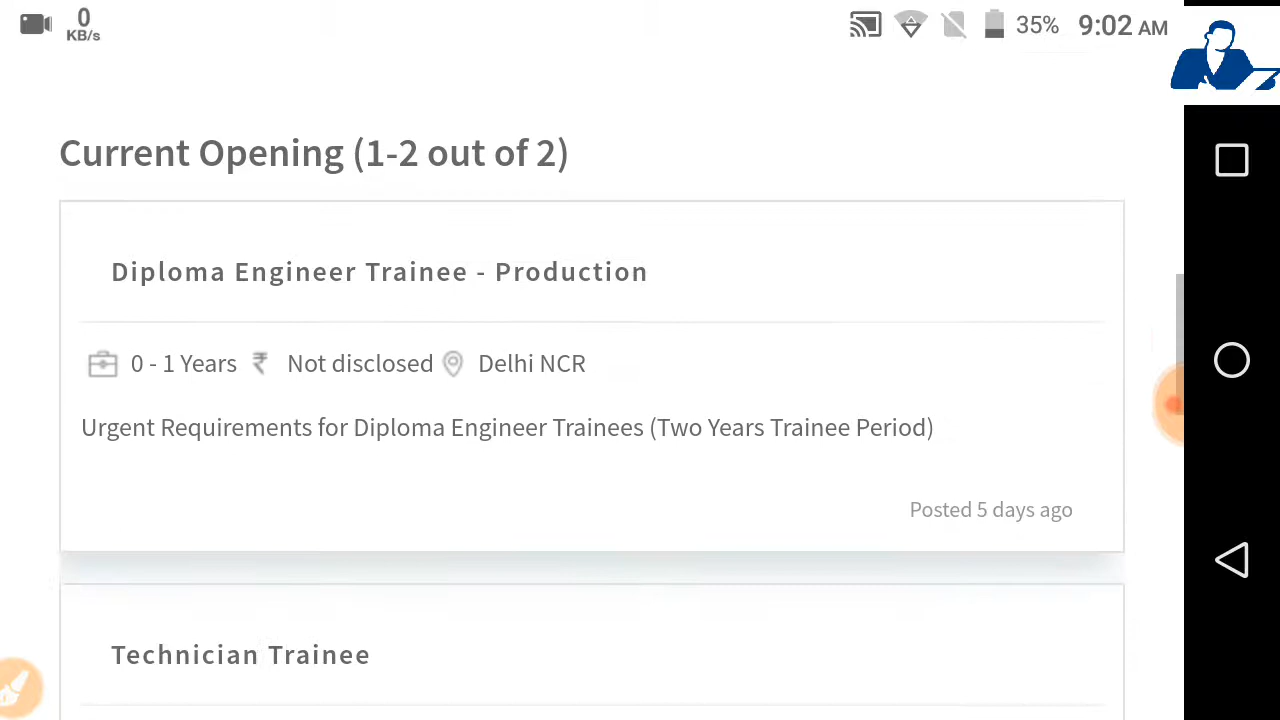 0
KB/s
35% 9:02 AM
Current Opening (1-2 out of 2)
Diploma Engineer Trainee - Production
0 - 1 Years ₹ Not disclosed Delhi NCR
Urgent Requirements for Diploma Engineer Trainees (Two Years Trainee Period)
Posted 5 days ago
Technician Trainee